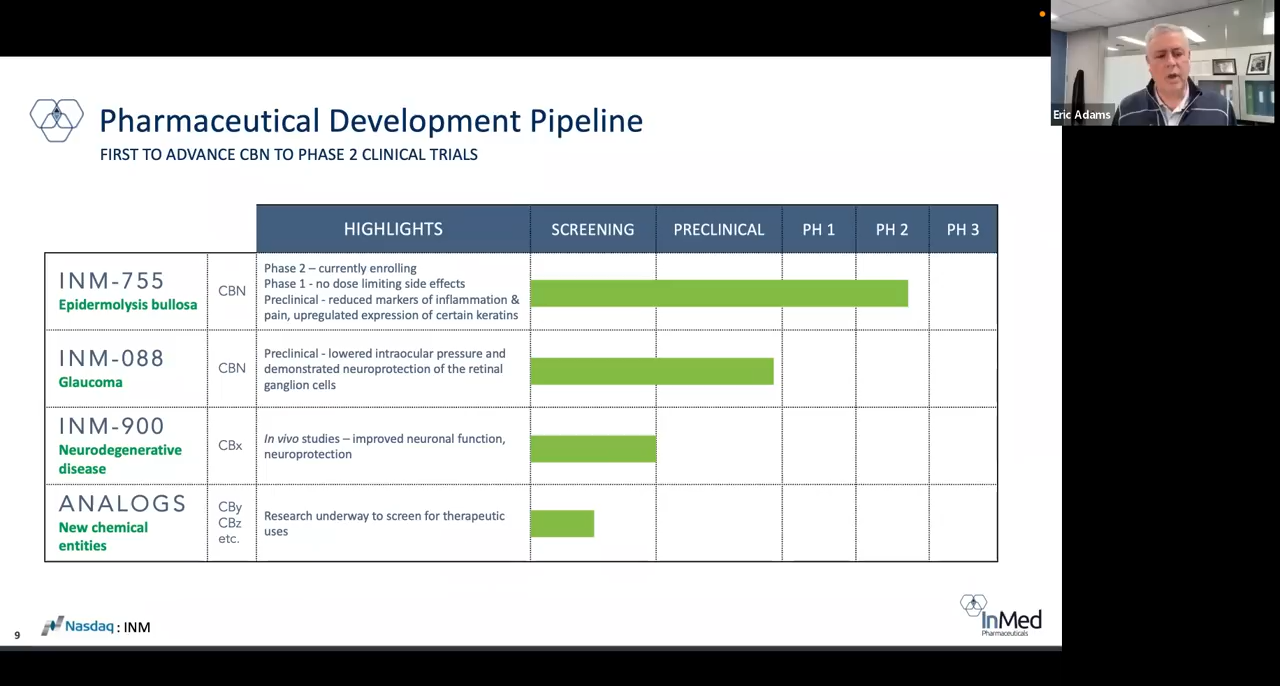 Eric Adams
Pharmaceutical Development Pipeline
FIRST TO ADVANCE CBN TO PHASE 2 CLINICAL TRIALS
HIGHLIGHTS SCREENING PRECLINICAL PH 1 PH 2 PH 3
INM-755
Epidermolysis bullosa
CBN
Phase 2 – currently enrolling
Phase 1 - no dose limiting side effects
Preclinical - reduced markers of inflammation &
pain, upregulated expression of certain keratins
INM-088
Glaucoma
CBN
Preclinical - lowered intraocular pressure and
demonstrated neuroprotection of the retinal
ganglion cells
INM-900
Neurodegenerative
disease
CBx
In vivo studies – improved neuronal function,
neuroprotection
ANALOGS
New chemical
entities
CBy
CBz
etc.
Research underway to screen for therapeutic
uses
9
Nasdaq : INM
InMed
Pharmaceuticals